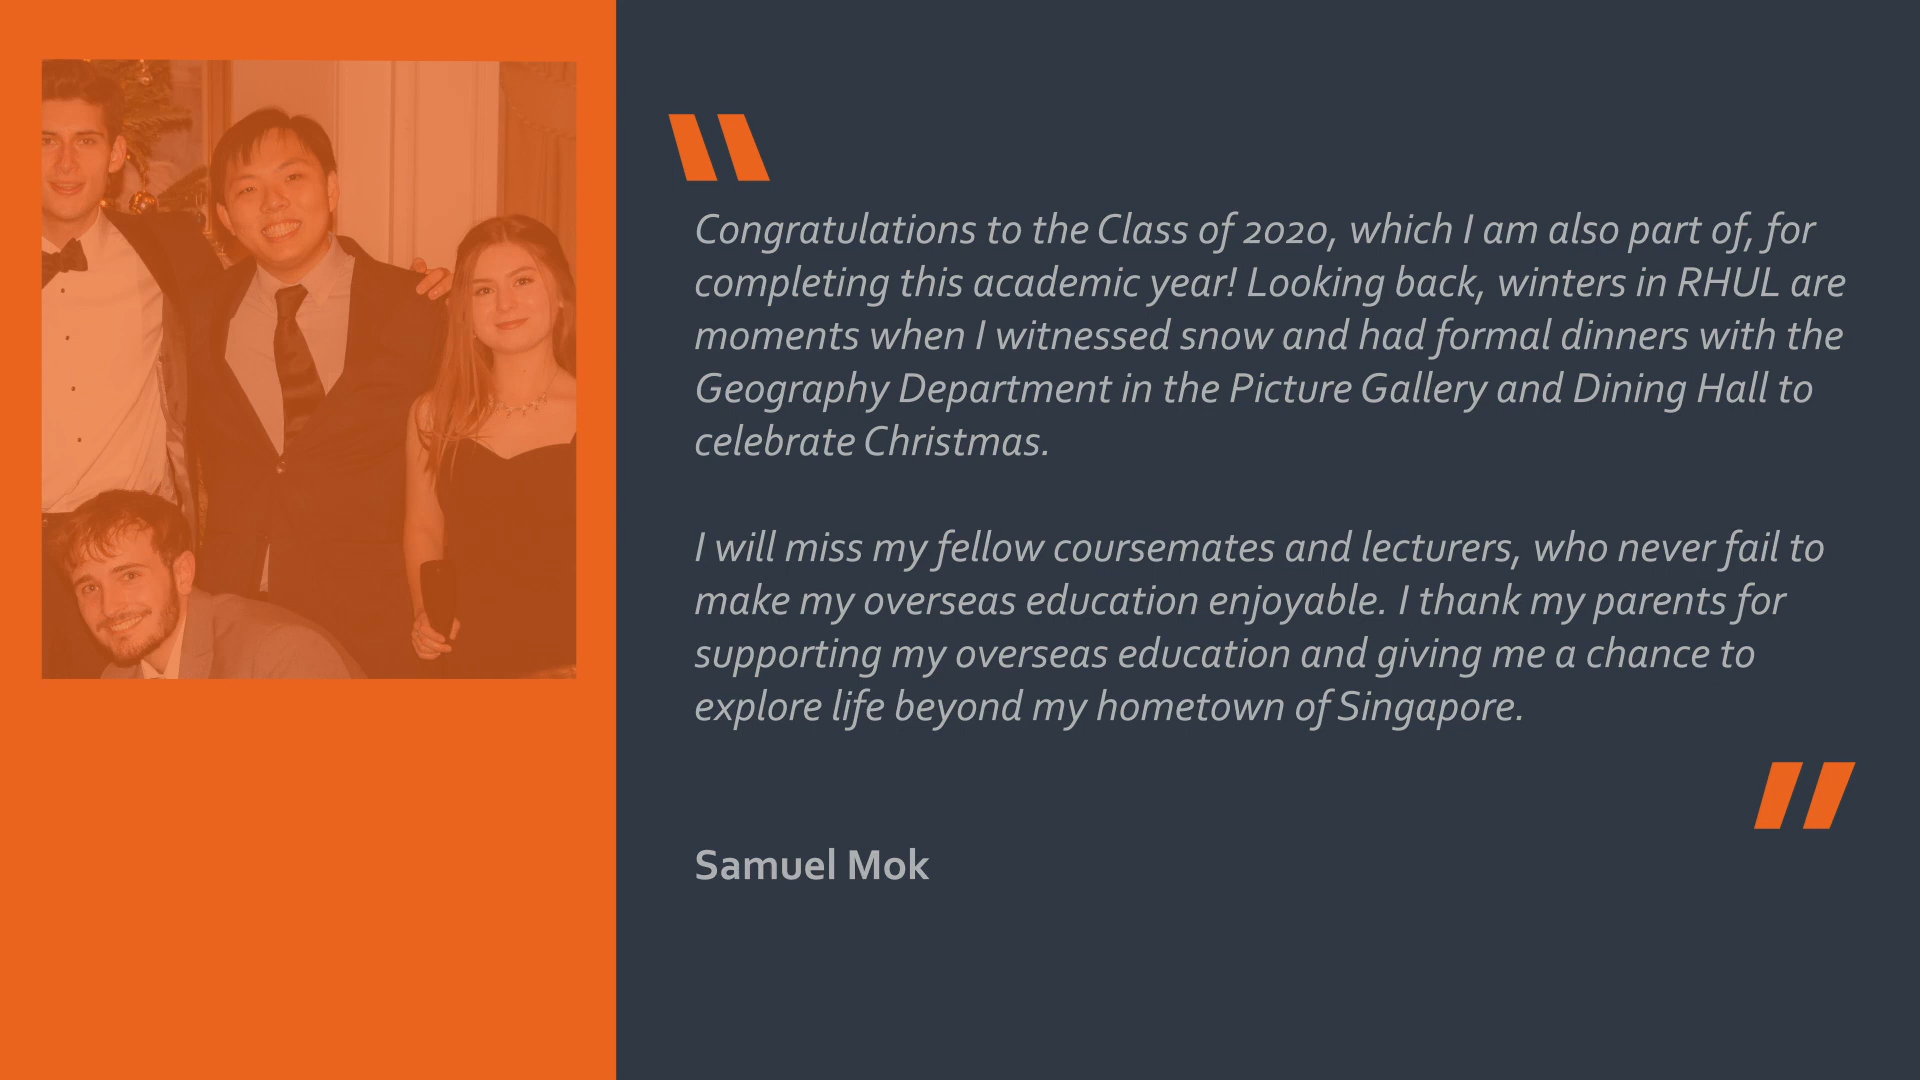 Congratulations to the Class of 2020, which I am also part of, for
completing this academic year! Looking back, winters in RHUL are
moments when I witnessed snow and had formal dinners with the
Geography Department in the Picture Gallery and Dining Hall to
celebrate Christmas.
I will miss my fellow coursemates and lecturers, who never fail to
make my overseas education enjoyable. I thank my parents for
supporting my overseas education and giving me a chance to
explore life beyond my hometown of Singapore.
Samuel Mok